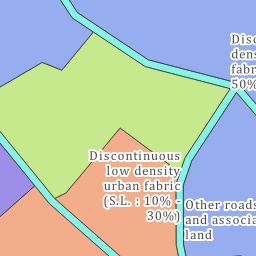 Disc
dens
fabr
50%
Discontinuous
low density
urban fabric
(S.L. : 10% -
30%)
Other roads
and associa
land